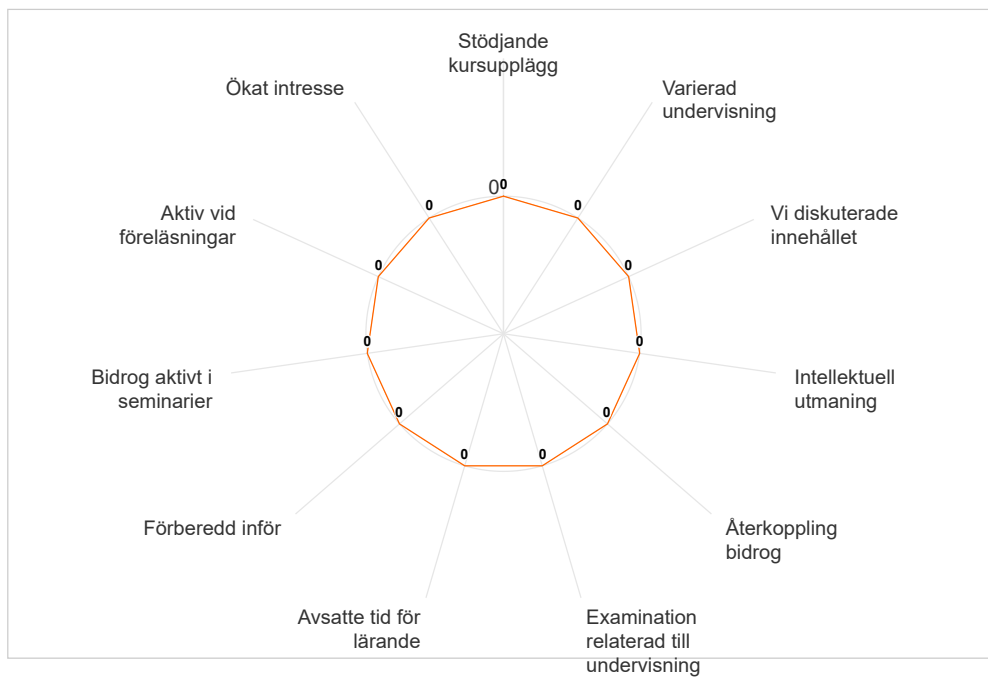 Stödjande
kursupplägg
Ökat intresse
Varierad
undervisning
0
0
0
0
Aktiv vid
föreläsningar
Vi diskuterade
innehållet
0
0
0
0
Bidrog aktivt i
seminarier
Intellektuell
utmaning
0
0
0
0
Förberedd inför
Återkoppling
bidrog
Avsatte tid för
lärande
Examination
relaterad till
undervisning